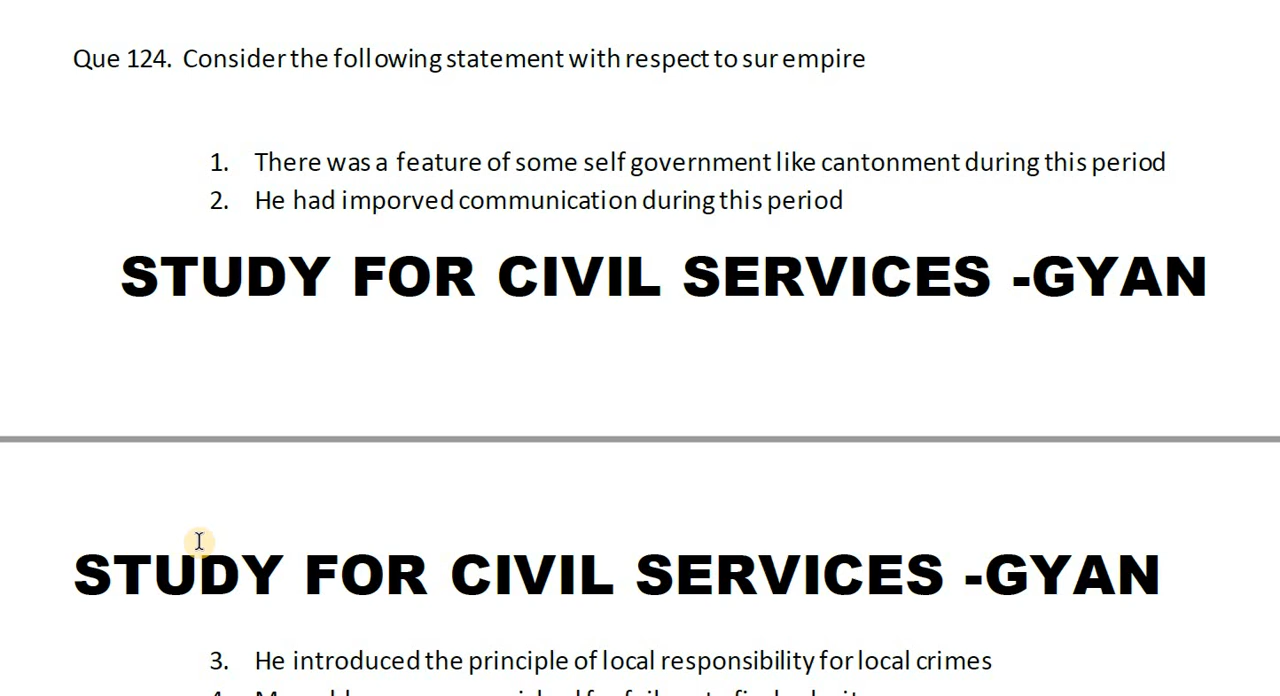 Que 124. Consider the following statement with respect to sur empire
1. There was a feature of some self government like cantonment during this period
2. He had imporved communication during this period
STUDY FOR CIVIL SERVICES -GYAN
STUDY FOR CIVIL SERVICES -GYAN
3. He introduced the principle of local responsibility for local crimes